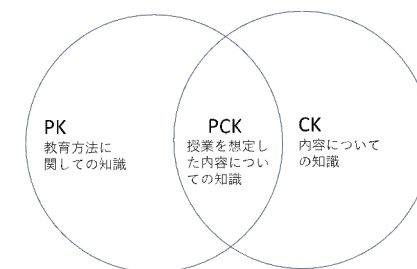 PK
教育方法に
関しての知識
PCK
授業を想定し
た内容につい
ての知識
CK
内容について
の知識